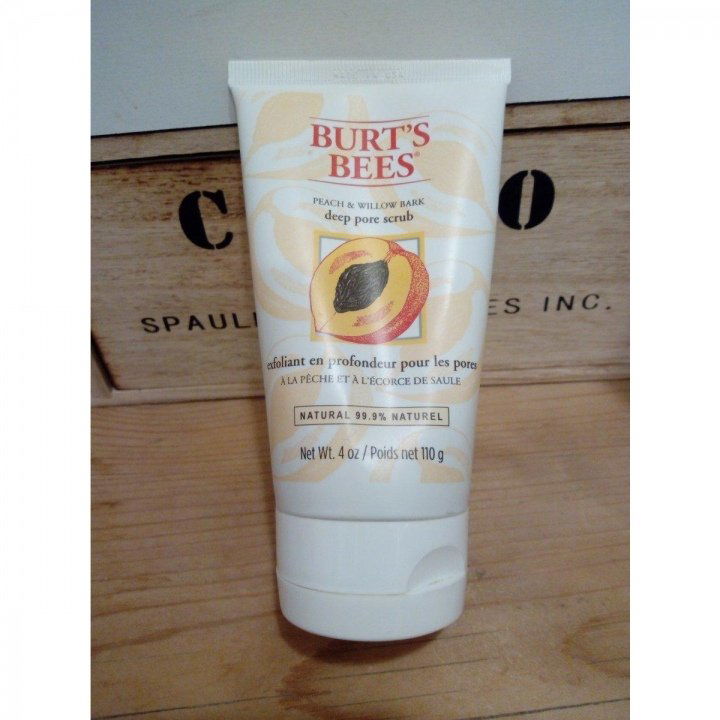 BURT'S
BEES®
PEACH & WILLOW BARK
deep pore scrub
exfoliant en profondeur pour les pores
À LA PÊCHE ET À L'ÉCORCE DE SAULE
NATURAL 99.9% NATUREL
Net Wt. 4 oz / Poids net 110 g
C O
SPAUL ES INC.